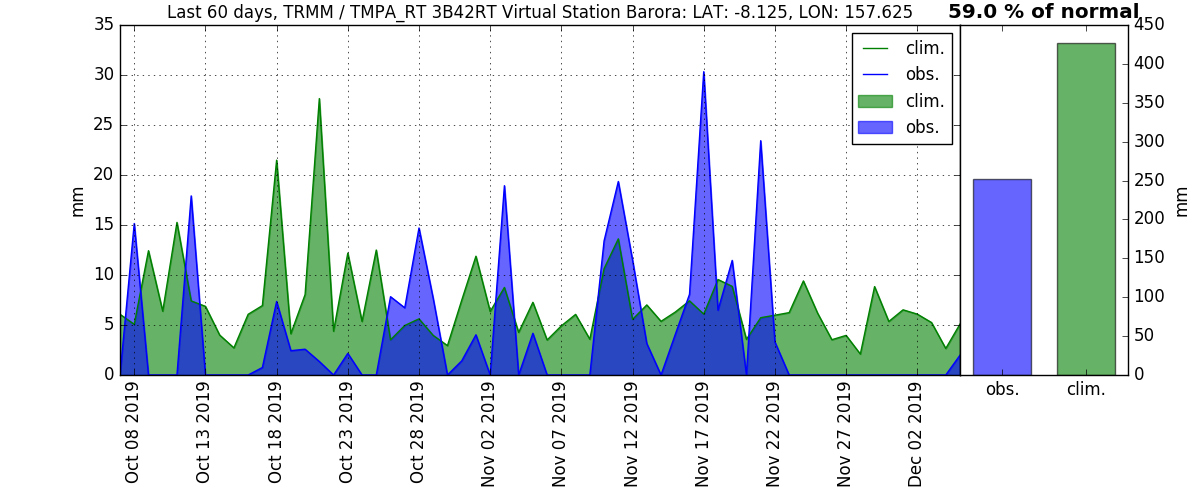 Last 60 days, TRMM / TMPA_RT 3B42RT Virtual Station Barora: LAT: -8.125, LON: 157.625
59.0 % of normal
35
30
25
20
15
10
5
0
mm
clim.
obs.
clim.
obs.
450
400
350
300
250
200
150
100
50
0
mm
Oct 08 2019
Oct 13 2019
Oct 18 2019
Oct 23 2019
Oct 28 2019
Nov 02 2019
Nov 07 2019
Nov 12 2019
Nov 17 2019
Nov 22 2019
Nov 27 2019
Dec 02 2019
obs.
clim.